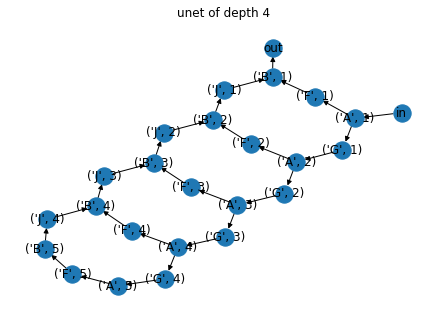 unet of depth 4
out
('J', 1)
('B', 1)
('F', 1)
('A', 1)
in
('J', 2)
('B', 2)
('F', 2)
('A', 2)
('G', 1)
('J', 3)
('B', 3)
('F', 3)
('A', 3)
('G', 2)
('J', 4)
('B', 4)
('F', 4)
('A', 4)
('G', 3)
('B', 5)
('F', 5)
('A', 5)
('G', 4)